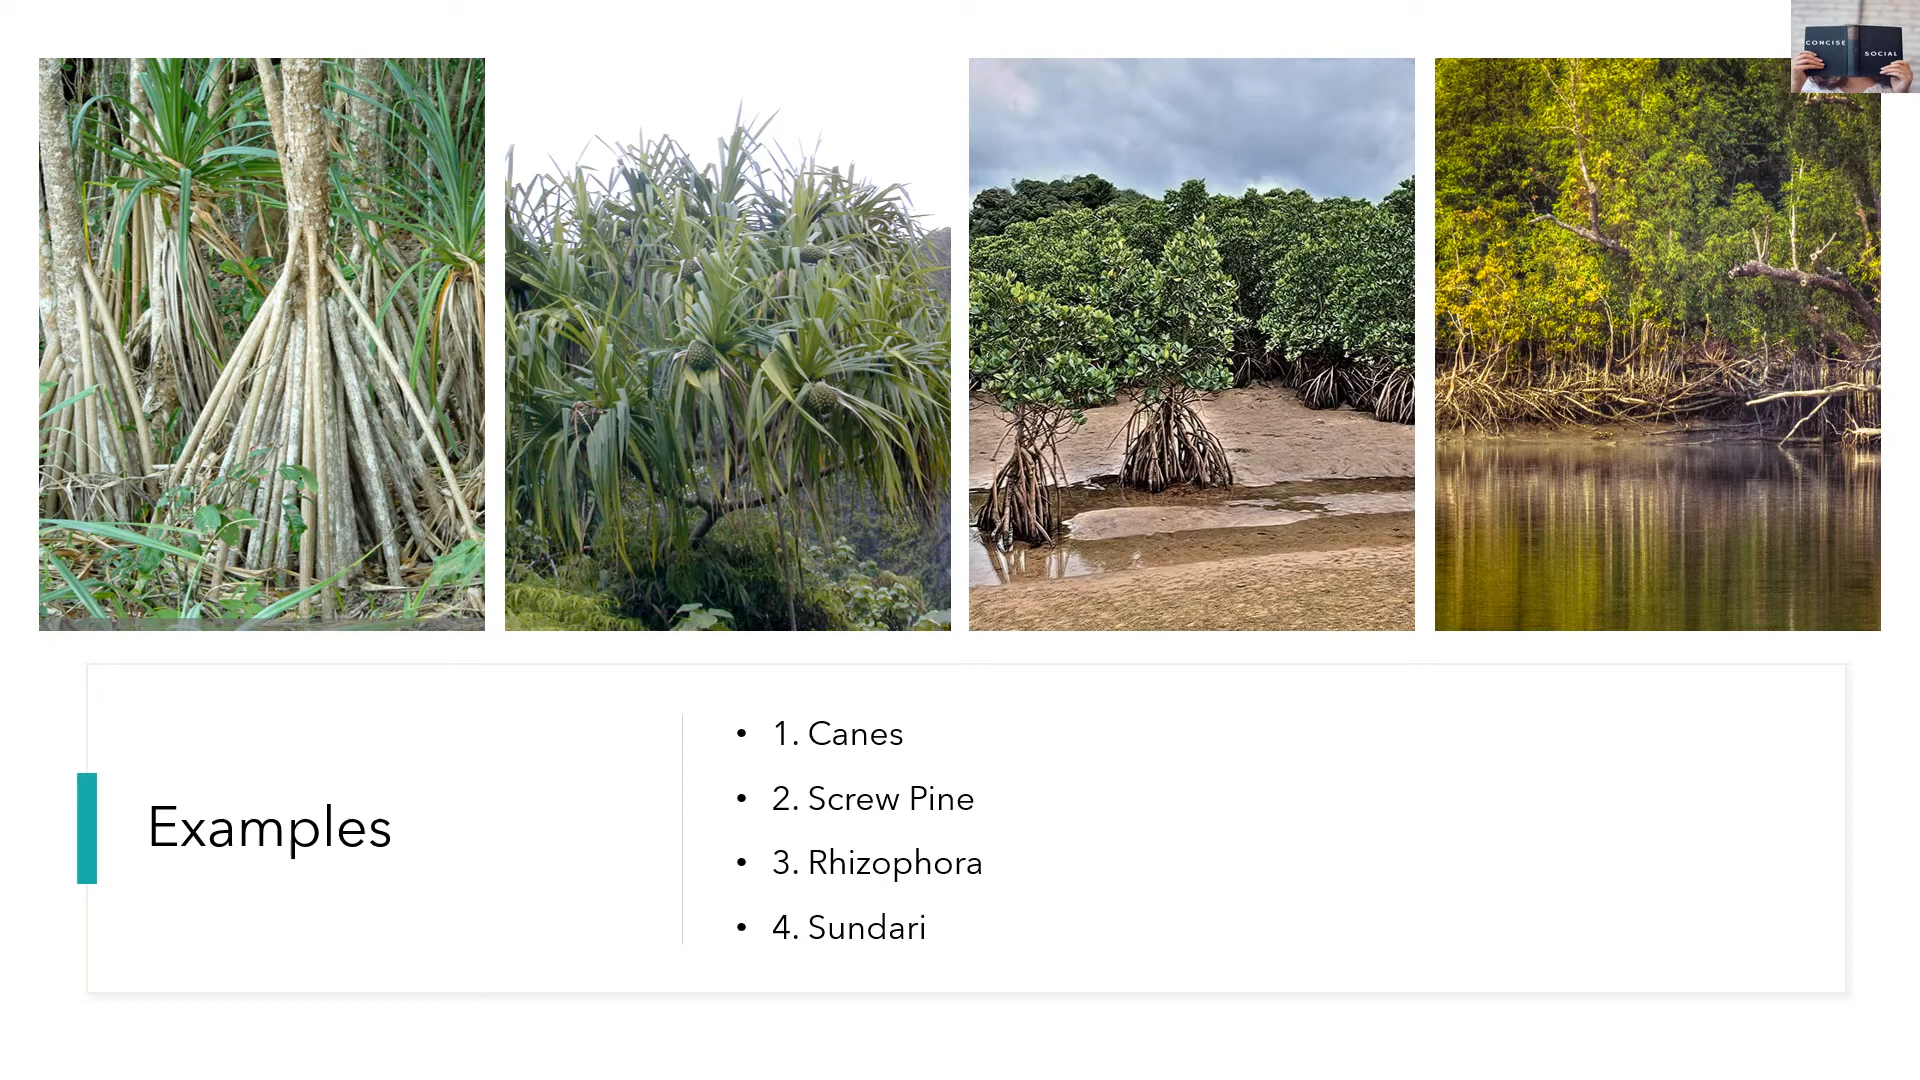 CONCISE
SOCIAL
Examples
• 1. Canes
• 2. Screw Pine
• 3. Rhizophora
• 4. Sundari